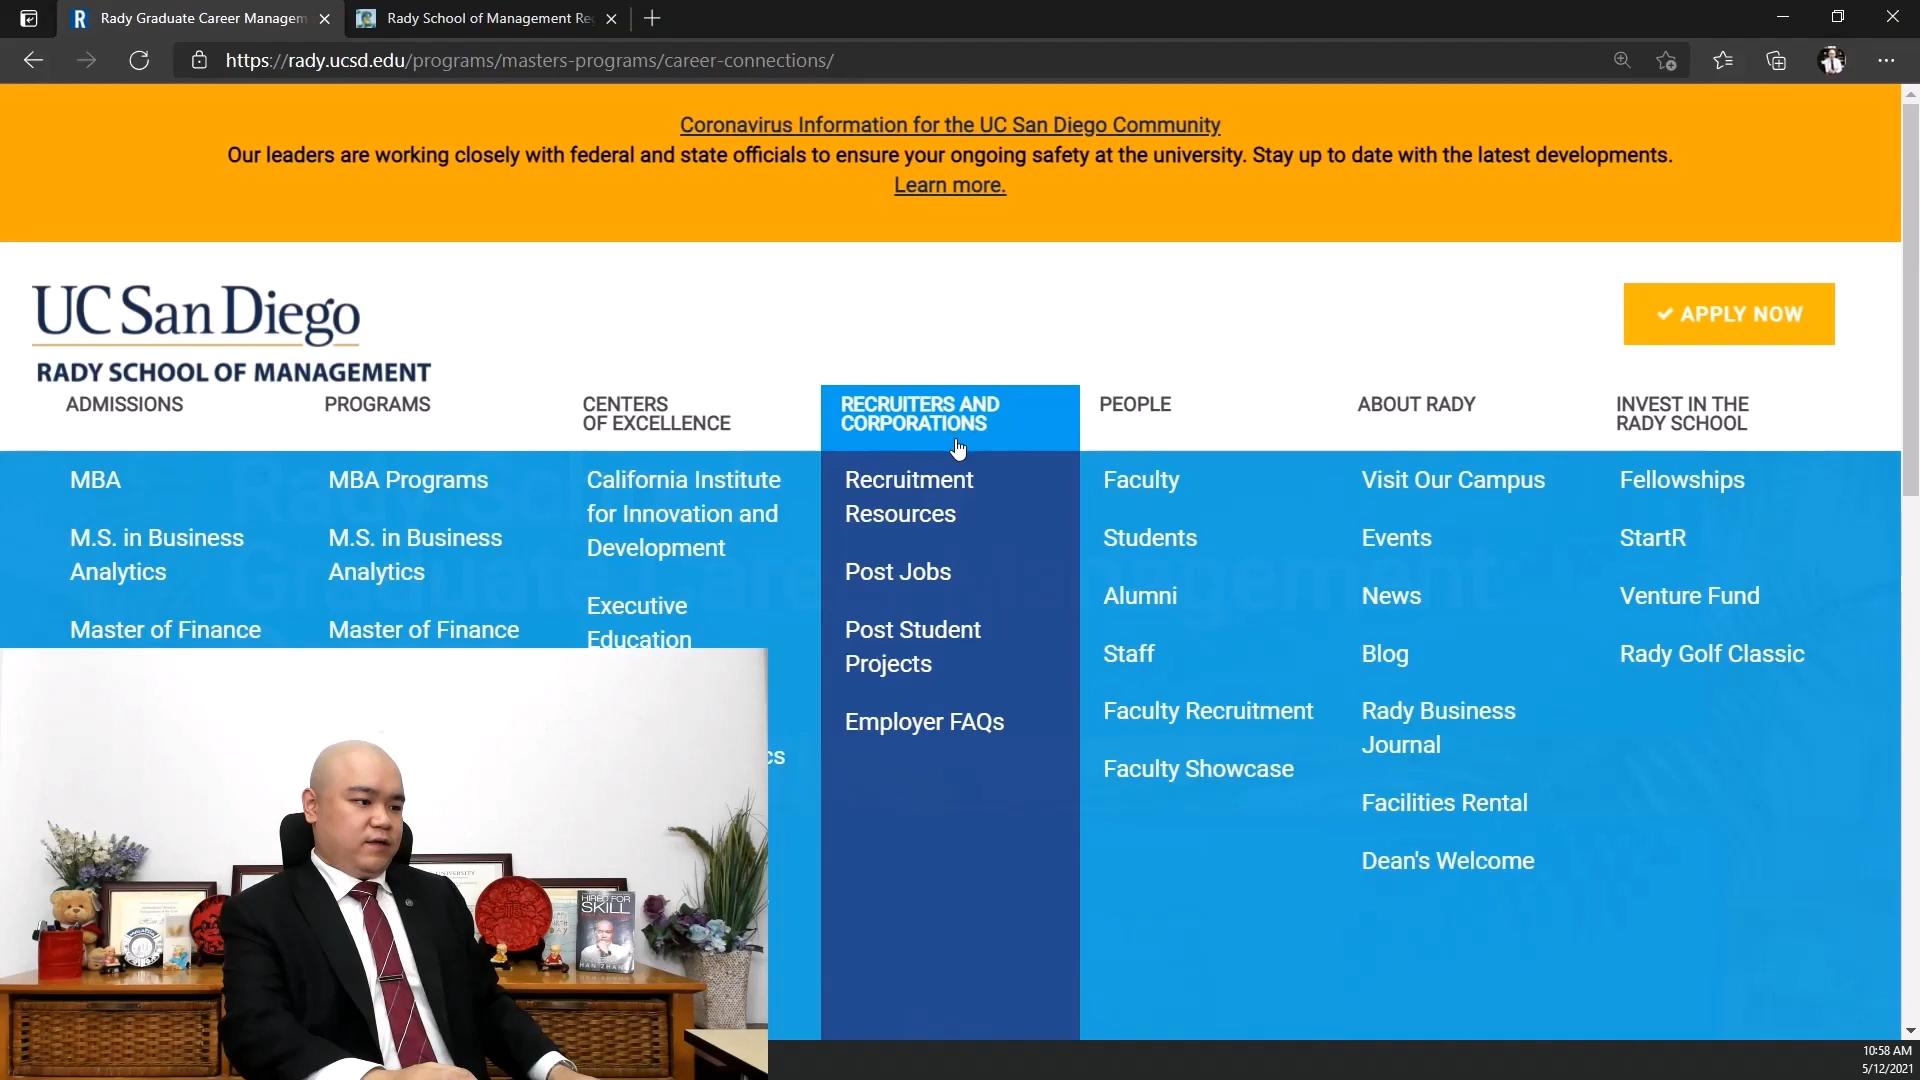 Rady Graduate Career Managem
Rady School of Management Re
https://rady.ucsd.edu/programs/masters-programs/career-connections/
Coronavirus Information for the UC San Diego Community
Our leaders are working closely with federal and state officials to ensure your ongoing safety at the university. Stay up to date with the latest developments.
Learn more.
UC San Diego
RADY SCHOOL OF MANAGEMENT
APPLY NOW
ADMISSIONS
PROGRAMS
CENTERS
OF EXCELLENCE
RECRUITERS AND
CORPORATIONS
PEOPLE
ABOUT RADY
INVEST IN THE
RADY SCHOOL
MBA
M.S. in Business
Analytics
Master of Finance
MBA Programs
M.S. in Business
Analytics
Master of Finance
California Institute
for Innovation and
Development
Executive
Education
cs
Recruitment
Resources
Post Jobs
Post Student
Projects
Employer FAQs
Faculty
Students
Alumni
Staff
Faculty Recruitment
Faculty Showcase
Visit Our Campus
Events
News
Blog
Rady Business
Journal
Facilities Rental
Dean's Welcome
Fellowships
StartR
Venture Fund
Rady Golf Classic
UNIVERSITY
HIRED FOR
SKILL
HAN ZHANG
10:58 AM
5/12/2021